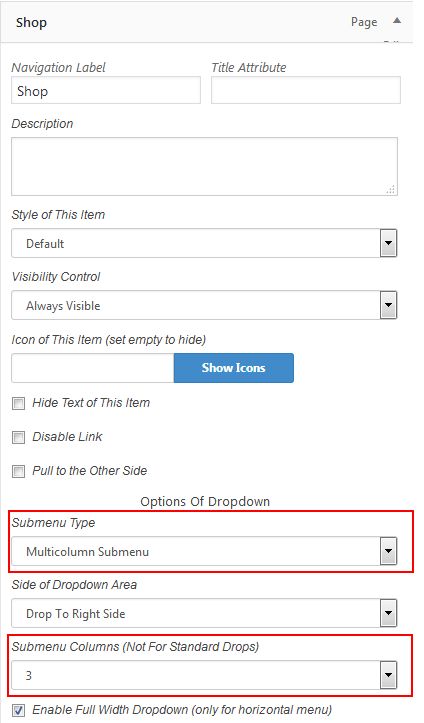 Shop Page
Navigation Label Title Attribute
Shop
Description
Style of This Item
Default
Visibility Control
Always Visible
Icon of This Item (set empty to hide)
Show Icons
Hide Text of This Item
Disable Link
Pull to the Other Side
Options Of Dropdown
Submenu Type
Multicolumn Submenu
Side of Dropdown Area
Drop To Right Side
Submenu Columns (Not For Standard Drops)
3
Enable Full Width Dropdown (only for horizontal menu)